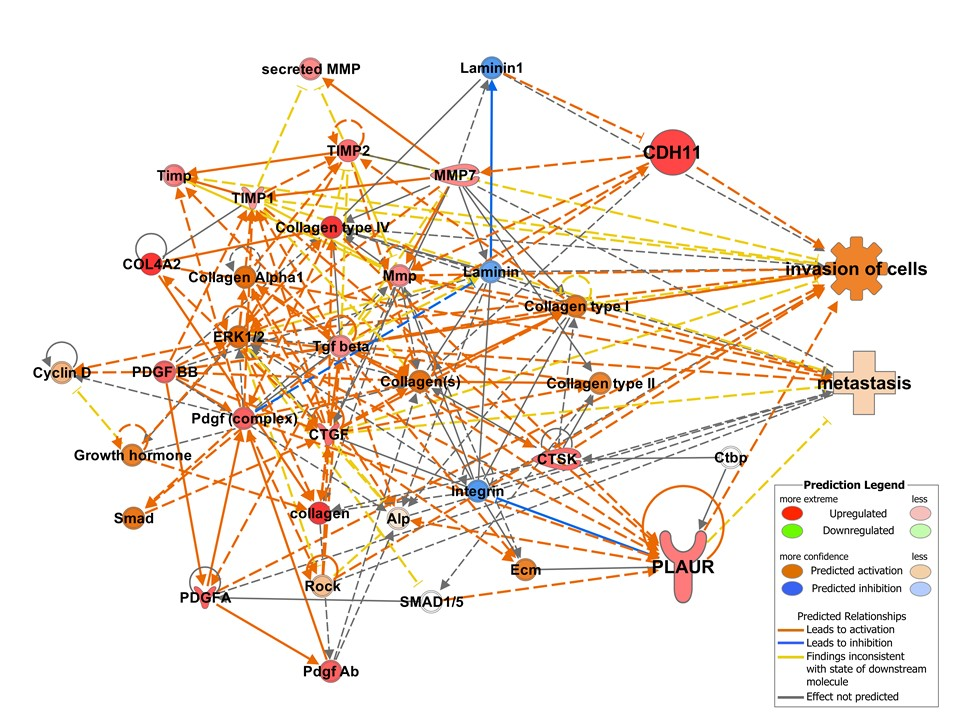 secreted MMP
Laminin1
TIMP2
CDH11
Timp
MMP7
TIMP1
Collagen type IV
COL4A2
Collagen Alpha1
Mmp
Laminin
invasion of cells
Collagen type I
ERK1/2
Tgf beta
Cyclin D
PDGF BB
Collagen(s)
Collagen type II
metastasis
Pdgf (complex)
CTGF
Growth hormone
CTSK
Ctbp
Integrin
Smad
collagen
Alp
Ecm
PLAUR
Rock
PDGFA
SMAD1/5
Pdgf Ab
Prediction Legend
more extreme less
Upregulated
Downregulated
more confidence less
Predicted activation
Predicted inhibition
Predicted Relationships
Leads to activation
Leads to inhibition
Findings inconsistent
with state of downstream
molecule
Effect not predicted